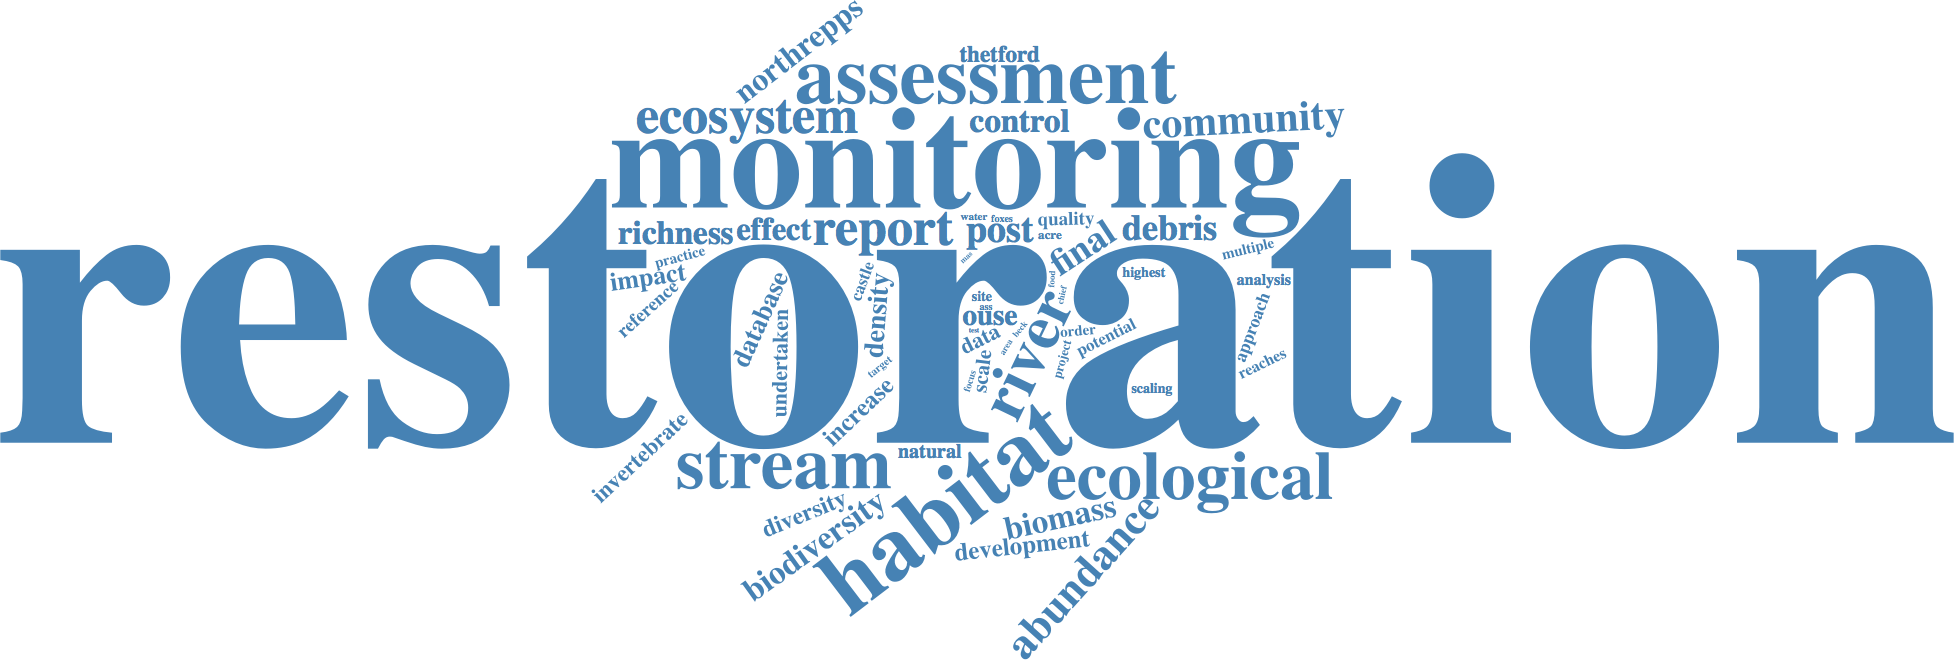 northrepps
thetford
assessment
ecosystem
control
community
monitoring
restoration
richness
effect
report
water
foxes
post
quality
acre
final
debris
practice
impact
reference
castle
density
database
undertaken
target
increase
mus
site
ass
ouse
test
data
beck
area
food
chief
river
order
potential
project
focus
scale
highest
scaling
multiple
analysis
approach
reaches
invertebrate
stream
natural
habitat
ecological
diversity
biodiversity
biomass
development
abundance